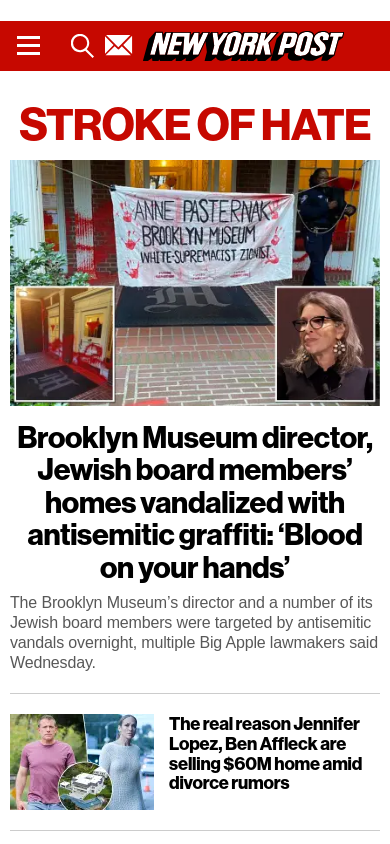 NEW YORK POST
STROKE OF HATE
ANNE PASTERNAK
BROOKLYN MUSEUM
WHITE-SUPREMACIST ZIONIST
Brooklyn Museum director,
Jewish board members’
homes vandalized with
antisemitic graffiti: ‘Blood
on your hands’
The Brooklyn Museum’s director and a number of its
Jewish board members were targeted by antisemitic
vandals overnight, multiple Big Apple lawmakers said
Wednesday.
The real reason Jennifer
Lopez, Ben Affleck are
selling $60M home amid
divorce rumors